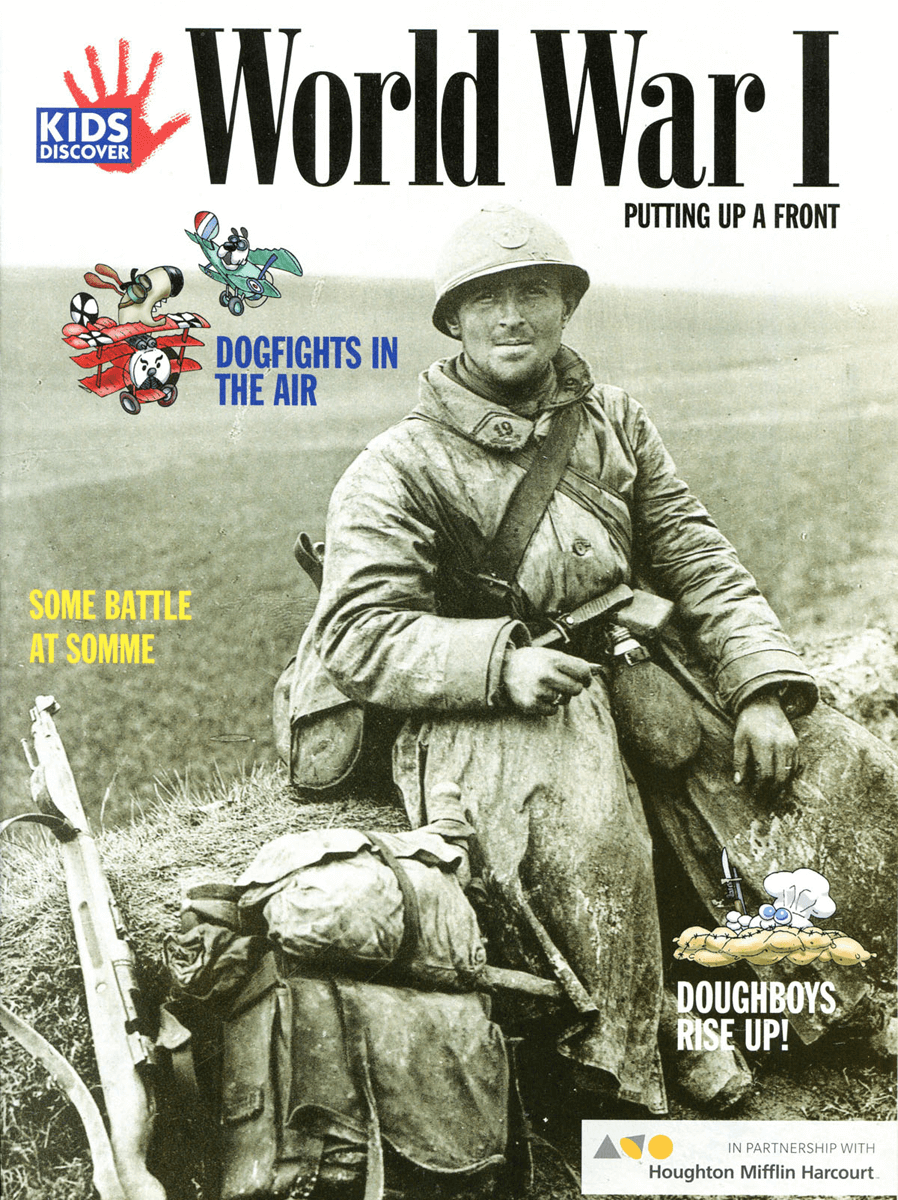 World War I
KIDS
DISCOVER
PUTTING UP A FRONT
DOGFIGHTS IN
THE AIR
19
SOME BATTLE
AT SOMME
DOUGHBOYS
RISE UP!
IN PARTNERSHIP WITH
Houghton Mifflin Harcourt